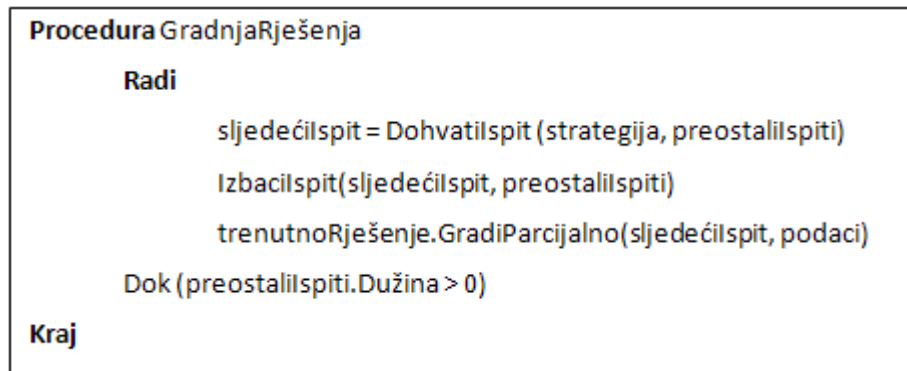 Procedura GradnjaRješenja
Radi
sljedećiIspit = DohvatiIspit (strategija, preostaliIspiti)
IzbaciIspit(sljedećiIspit, preostaliIspiti)
trenutnoRješenje.GradiParcijalno(sljedećiIspit, podaci)
Dok (preostaliIspiti.Dužina > 0)
Kraj